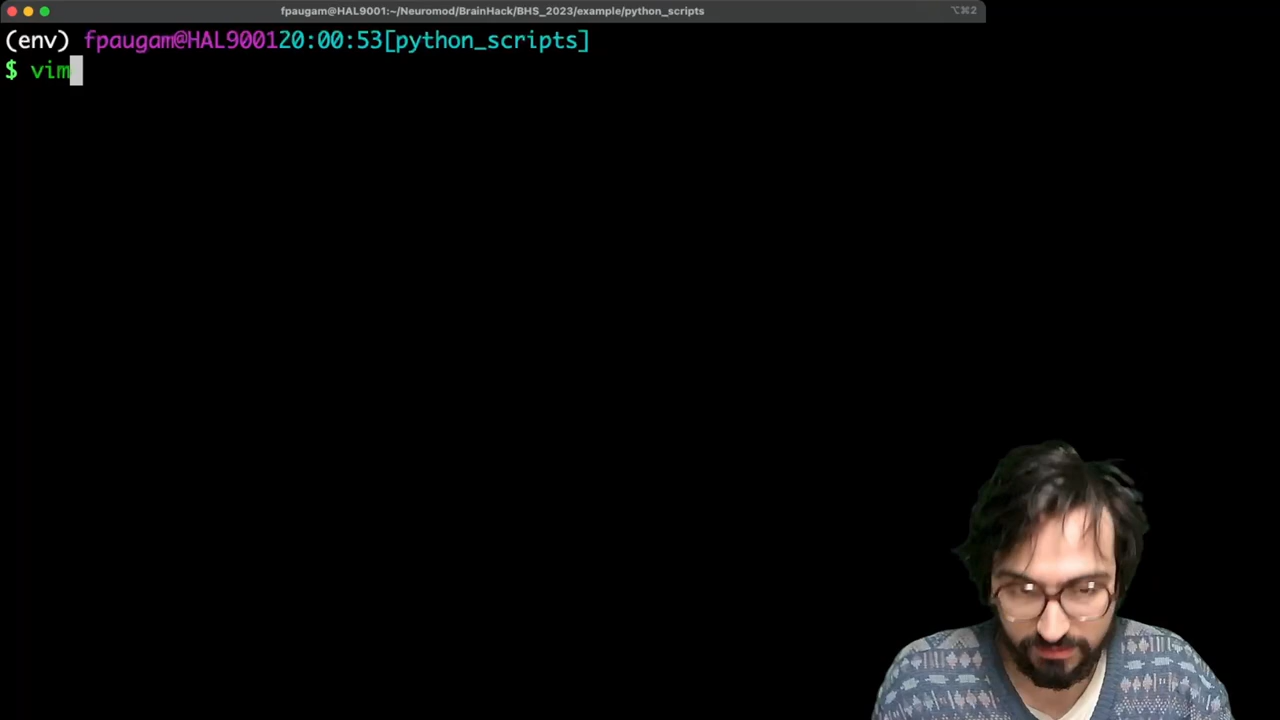 fpaugam@HAL9001:~/Neuromod/BrainHack/BHS_2023/example/python_scripts ⌥⌘2
(env) fpaugam@HAL900120:00:53[python_scripts]
$ vim